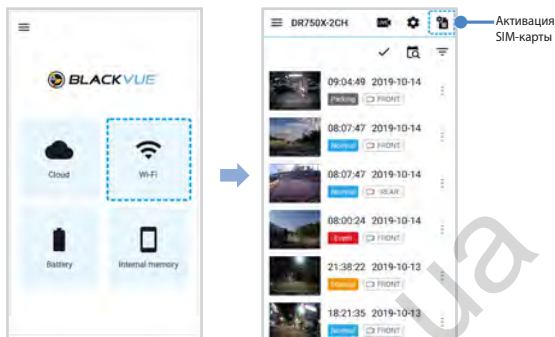 BLACKVUE
Cloud
Wi-Fi
Battery
Internal memory
DR750X-2CH
Активация
SIM-карты
09:04:49 2019-10-14
Parking FRONT
08:07:47 2019-10-14
Normal FRONT
08:07:47 2019-10-14
Normal REAR
08:00:24 2019-10-14
Event FRONT
21:38:22 2019-10-13
FRONT
18:21:35 2019-10-13
Normal FRONT
ua